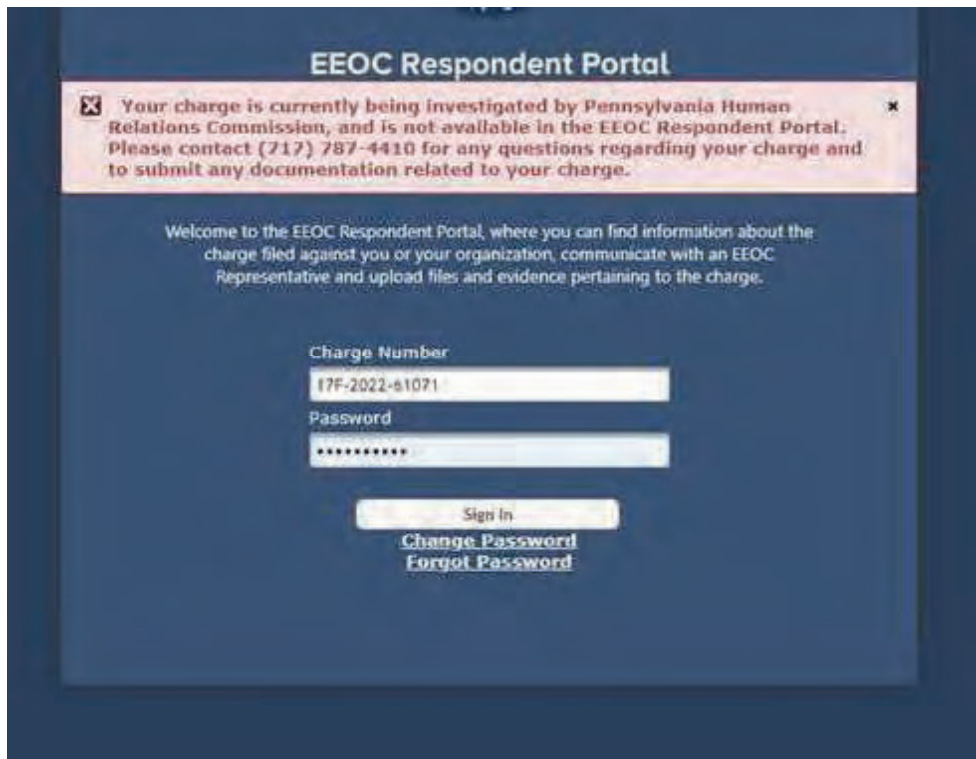 EEOC Respondent Portal
Your charge is currently being investigated by Pennsylvania Human
Relations Commission, and is not available in the EEOC Respondent Portal.
Please contact (717) 787-4410 for any questions regarding your charge and
to submit any documentation related to your charge.
Welcome to the EEOC Respondent Portal, where you can find information about the
charge filed against you or your organization, communicate with an EEOC
Representative and upload files and evidence pertaining to the charge.
Charge Number
17F-2022-61071
Password
••••••••••
Sign In
Change Password
Forgot Password